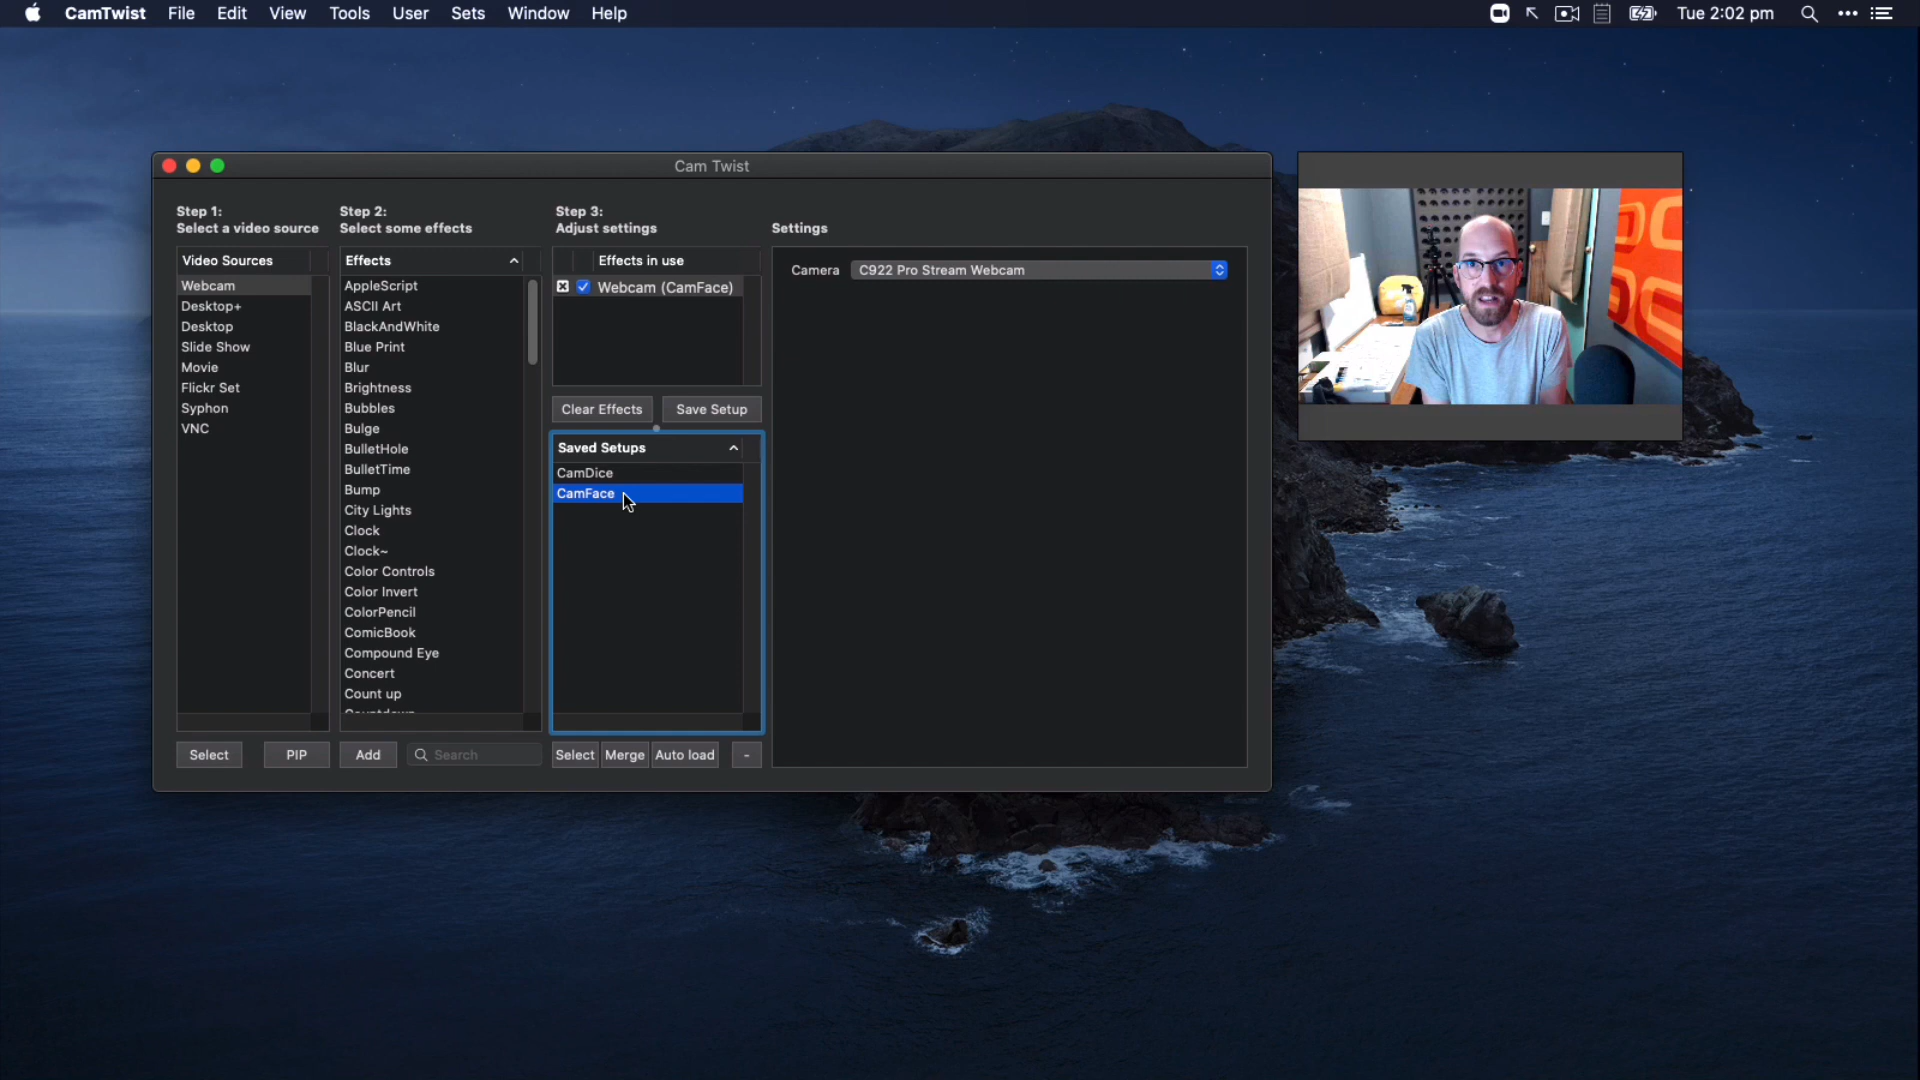 CamTwist File Edit View Tools User Sets Window Help Tue 2:02 pm
Cam Twist
Step 1:
Select a video source
Step 2:
Select some effects
Step 3:
Adjust settings
Settings
Video Sources
Webcam
Desktop+
Desktop
Slide Show
Movie
Flickr Set
Syphon
VNC
Effects
AppleScript
ASCII Art
BlackAndWhite
Blue Print
Blur
Brightness
Bubbles
Bulge
BulletHole
BulletTime
Bump
City Lights
Clock
Clock~
Color Controls
Color Invert
ColorPencil
ComicBook
Compound Eye
Concert
Count up
Effects in use
Webcam (CamFace)
Clear Effects Save Setup
Saved Setups
CamDice
CamFace
Camera C922 Pro Stream Webcam
Select PIP Add Search Select Merge Auto load -